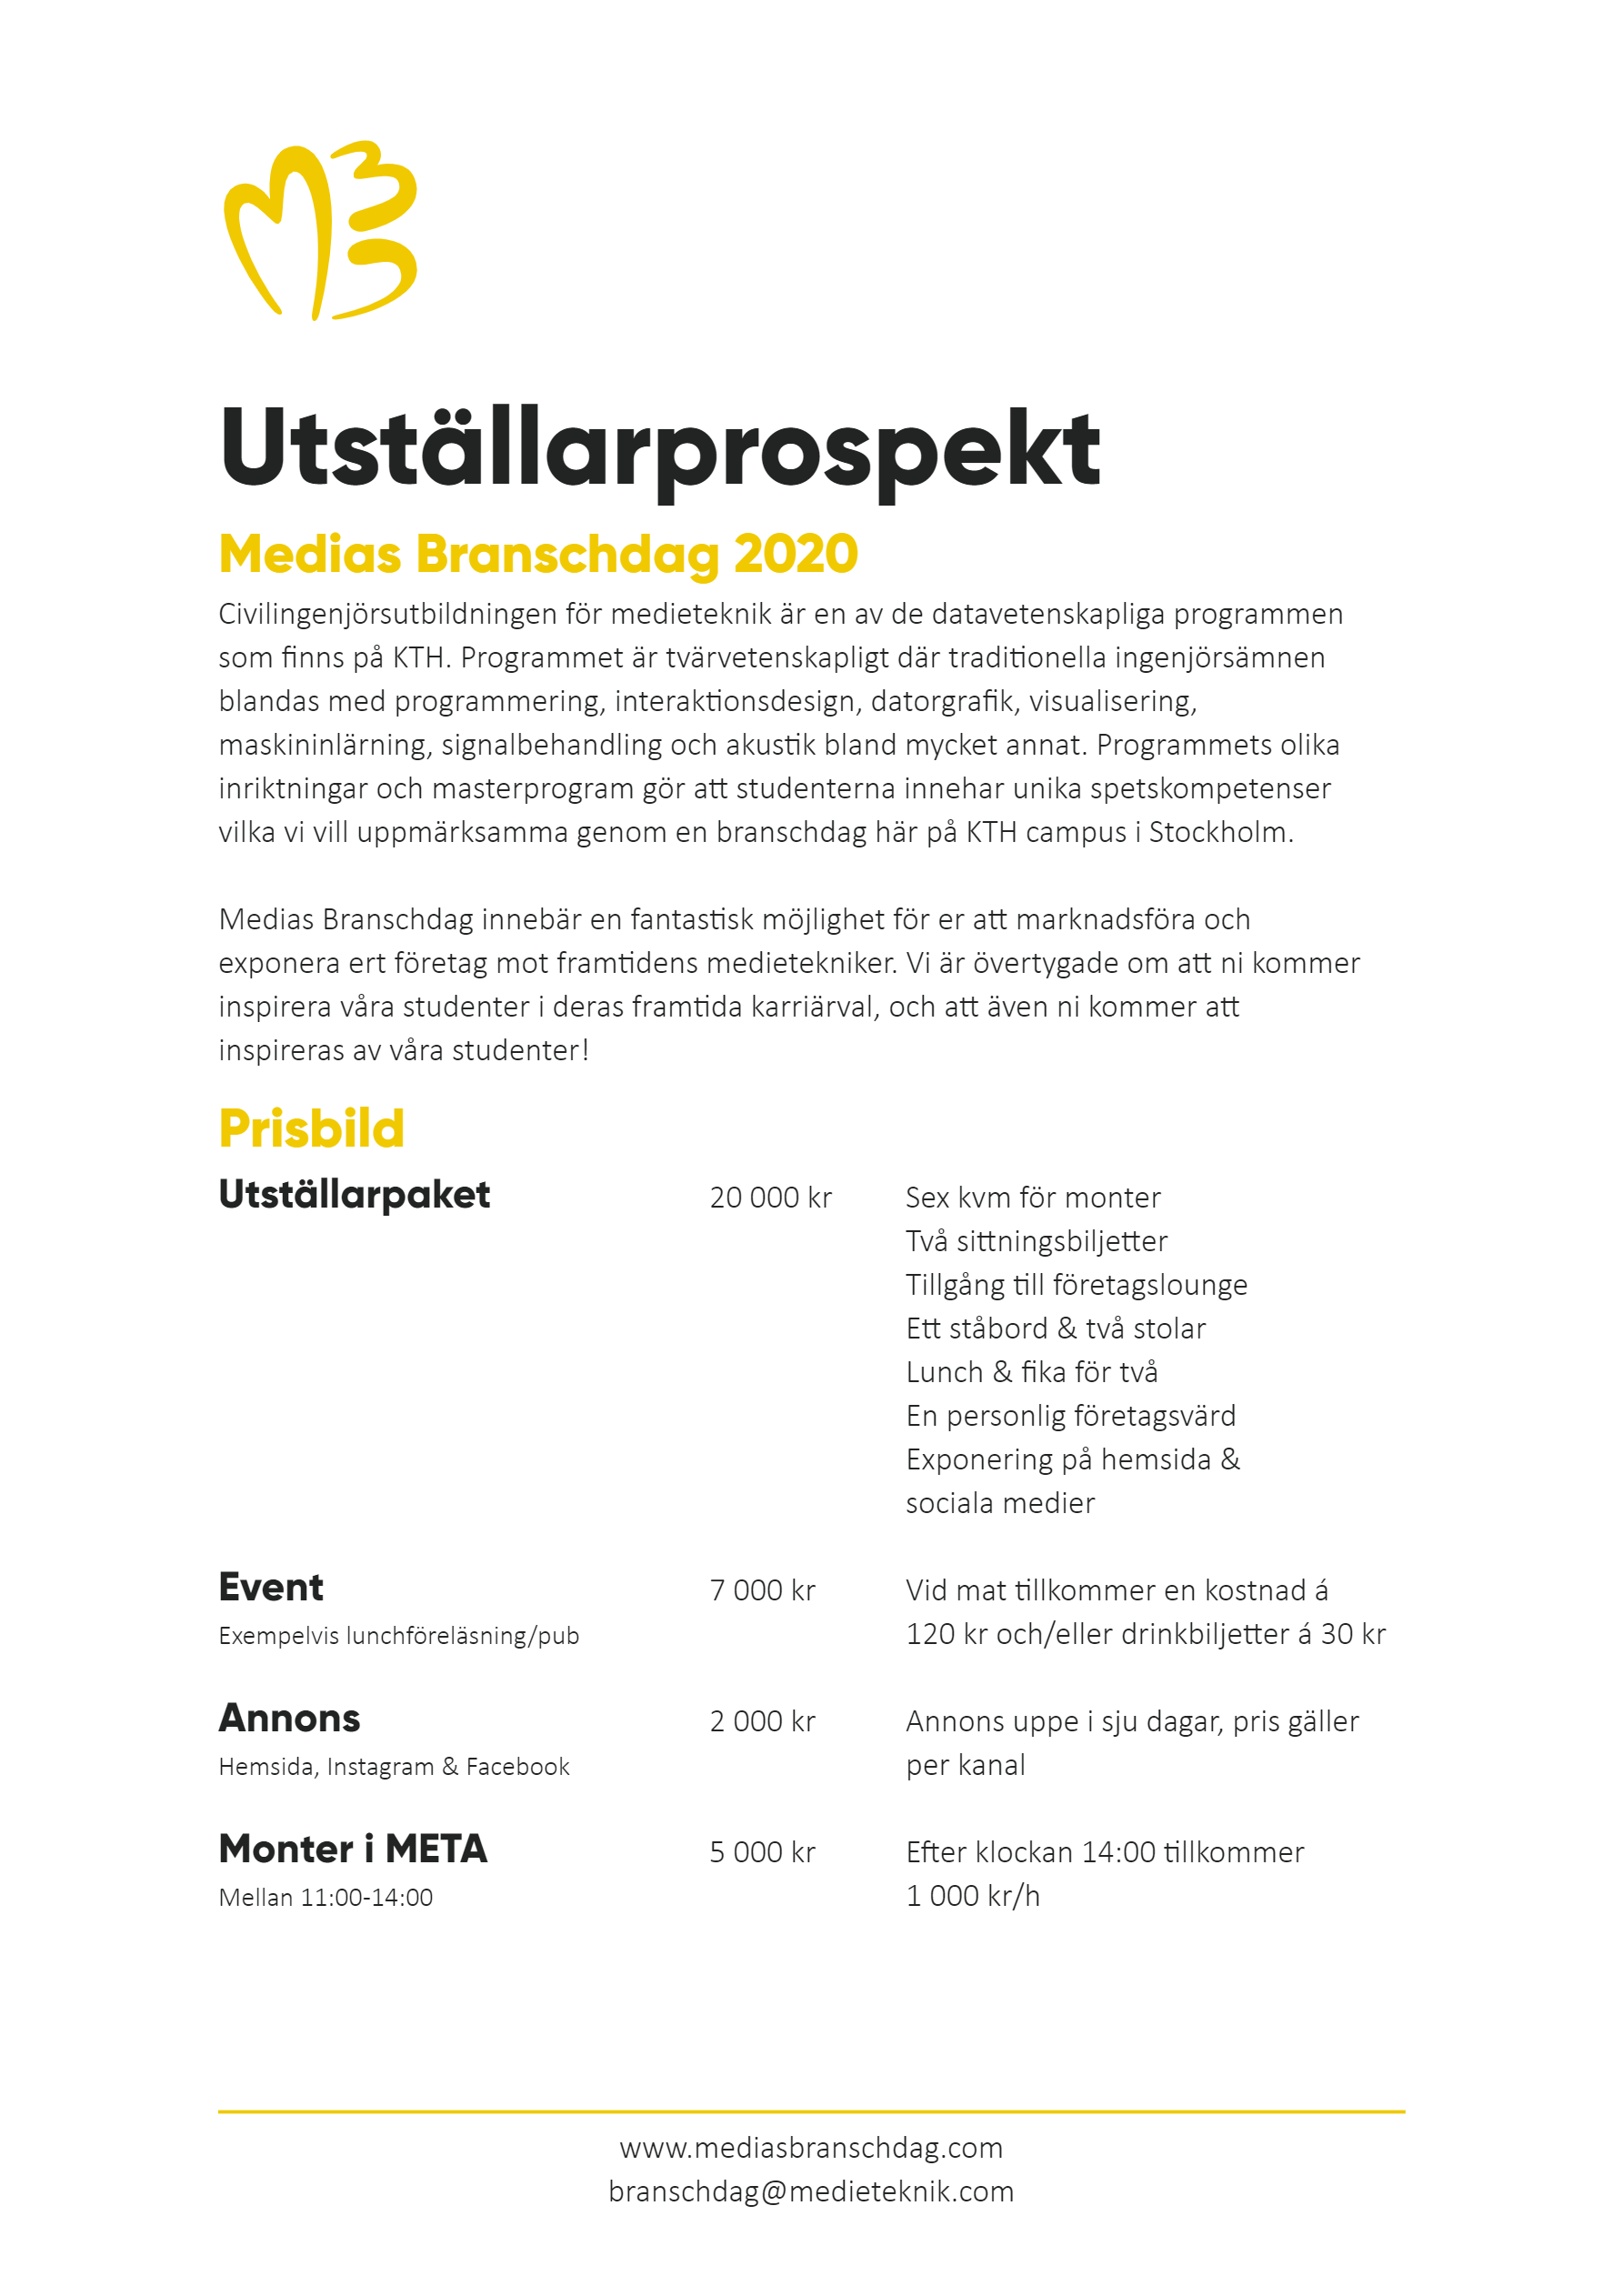 MB
Utställarprospekt
Medias Branschdag 2020
Civilingenjörsutbildningen för medieteknik är en av de datavetenskapliga programmen
som finns på KTH. Programmet är tvärvetenskapligt där traditionella ingenjörsämnen
blandas med programmering, interaktionsdesign, datorgrafik, visualisering,
maskininlärning, signalbehandling och akustik bland mycket annat. Programmets olika
inriktningar och masterprogram gör att studenterna innehar unika spetskompetenser
vilka vi vill uppmärksamma genom en branschdag här på KTH campus i Stockholm.
Medias Branschdag innebär en fantastisk möjlighet för er att marknadsföra och
exponera ert företag mot framtidens medietekniker. Vi är övertygade om att ni kommer
inspirera våra studenter i deras framtida karriärval, och att även ni kommer att
inspireras av våra studenter!
Prisbild
Utställarpaket 20 000 kr Sex kvm för monter
Två sittningsbiljetter
Tillgång till företagslounge
Ett ståbord & två stolar
Lunch & fika för två
En personlig företagsvärd
Exponering på hemsida &
sociala medier
Event 7 000 kr Vid mat tillkommer en kostnad á
Exempelvis lunchföreläsning/pub 120 kr och/eller drinkbiljetter á 30 kr
Annons 2 000 kr Annons uppe i sju dagar, pris gäller
Hemsida, Instagram & Facebook per kanal
Monter i META 5 000 kr Efter klockan 14:00 tillkommer
Mellan 11:00-14:00 1 000 kr/h
www.mediasbranschdag.com
branschdag@medieteknik.com